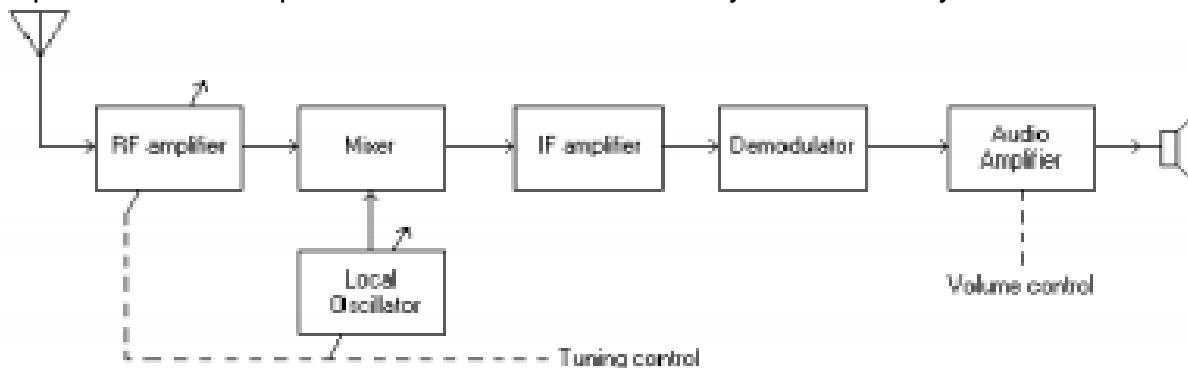 RF amplifier
Mixer
IF amplifier
Demodulator
Audio
Amplifier
Local
Oscillator
Volume control
Tuning control